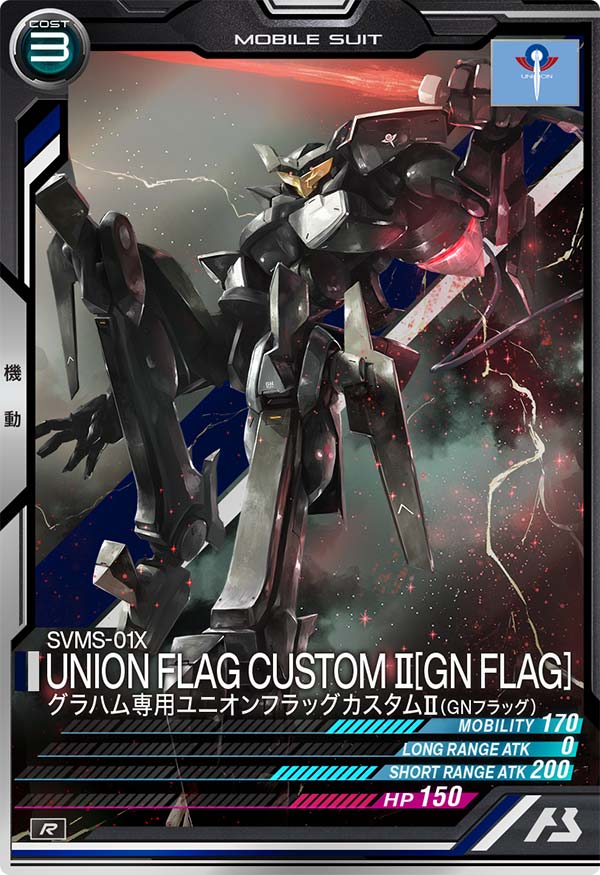 COST
3
MOBILE SUIT
UNION
機動
GN
SVMS-01X
UNION FLAG CUSTOM Ⅱ[GN FLAG]
グラハム専用ユニオンフラッグカスタムⅡ(GNフラッグ)
MOBILITY 170
LONG RANGE ATK 0
SHORT RANGE ATK 200
HP 150
R